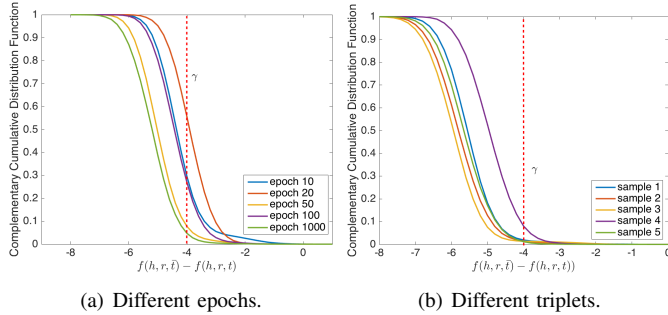 Complementary Cumulative Distribution Function
1
0.9
0.8
0.7
0.6
0.5
0.4
0.3
0.2
0.1
0
-8
-6
-4
-2
0
γ
epoch 10
epoch 20
epoch 50
epoch 100
epoch 1000
f(h, r, t̄) − f(h, r, t)
(a) Different epochs.
Complementary Cumulative Distribution Function
1
0.9
0.8
0.7
0.6
0.5
0.4
0.3
0.2
0.1
0
-8
-7
-6
-5
-4
-3
-2
-1
0
γ
sample 1
sample 2
sample 3
sample 4
sample 5
f(h, r, t̄) − f(h, r, t))
(b) Different triplets.